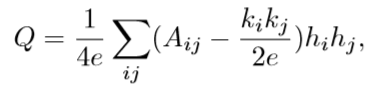 Q = \frac{1}{4e} \sum_{ij} (A_{ij} - \frac{k_i k_j}{2e}) h_i h_j,